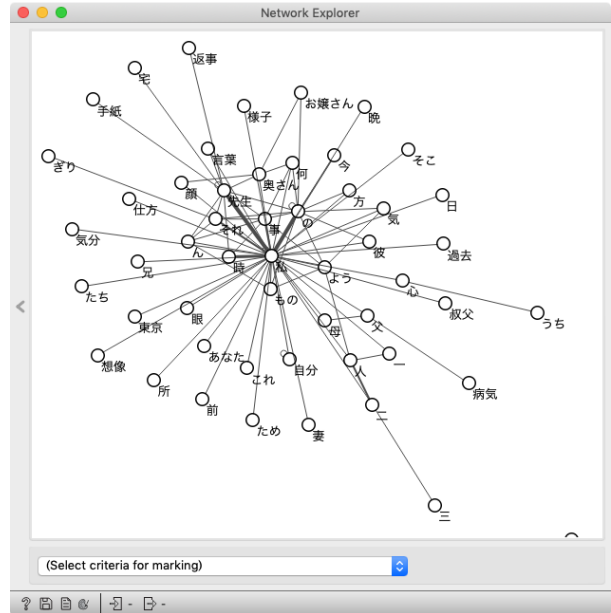 Network Explorer
返事
宅
手紙
様子
お嬢さん
晩
言葉
何
今
そこ
ぎり
奥さん
顔
先生
方
日
仕方
それ
事
の
気
気分
ん
彼
過去
兄
時
私
よう
たち
もの
心
叔父
うち
東京
眼
母
父
想像
あなた
自分
人
一
所
これ
病気
前
二
ため
妻
三
(Select criteria for marking)